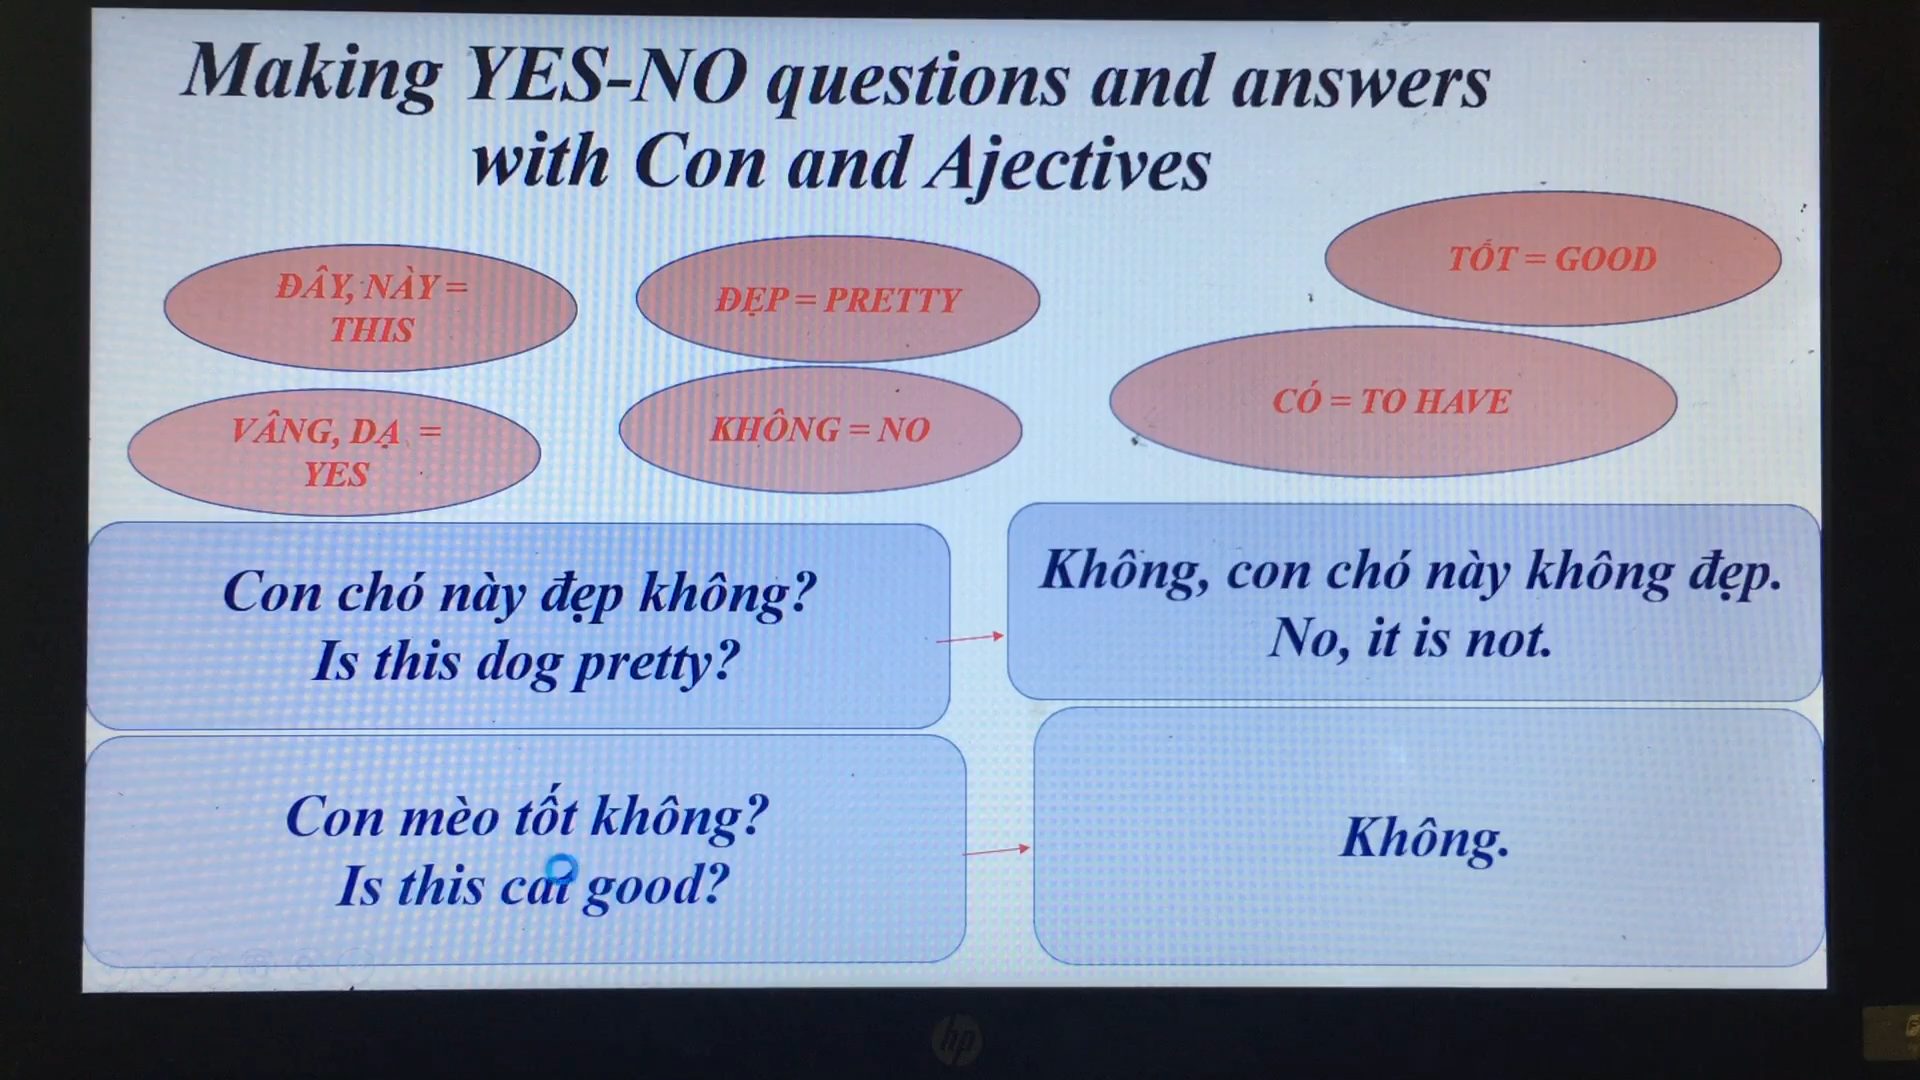 Making YES-NO questions and answers
with Con and Ajectives
ĐÂY, NÀY =
THIS
ĐẸP = PRETTY
TỐT = GOOD
VÂNG, DẠ =
YES
KHÔNG = NO
CÓ = TO HAVE
Con chó này đẹp không?
Is this dog pretty?
Không, con chó này không đẹp.
No, it is not.
Con mèo tốt không?
Is this cat good?
Không.
hp